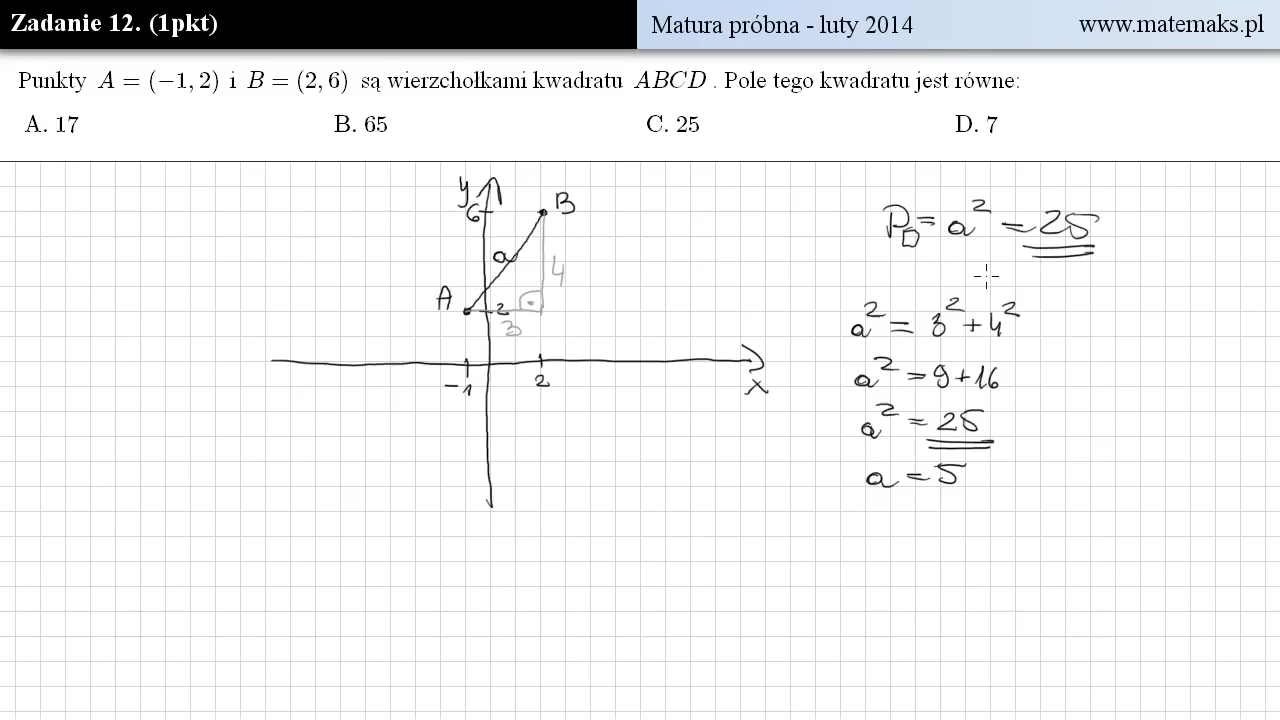 Zadanie 12. (1pkt)
Matura próbna - luty 2014
www.matemaks.pl
Punkty A = (−1, 2) i B = (2, 6) są wierzchołkami kwadratu ABCD . Pole tego kwadratu jest równe:
A. 17
B. 65
C. 25
D. 7
y
6
B
a
4
A
2
3
-1
2
x
P□ = a² = 25
a² = 3² + 4²
a² = 9 + 16
a² = 25
a = 5